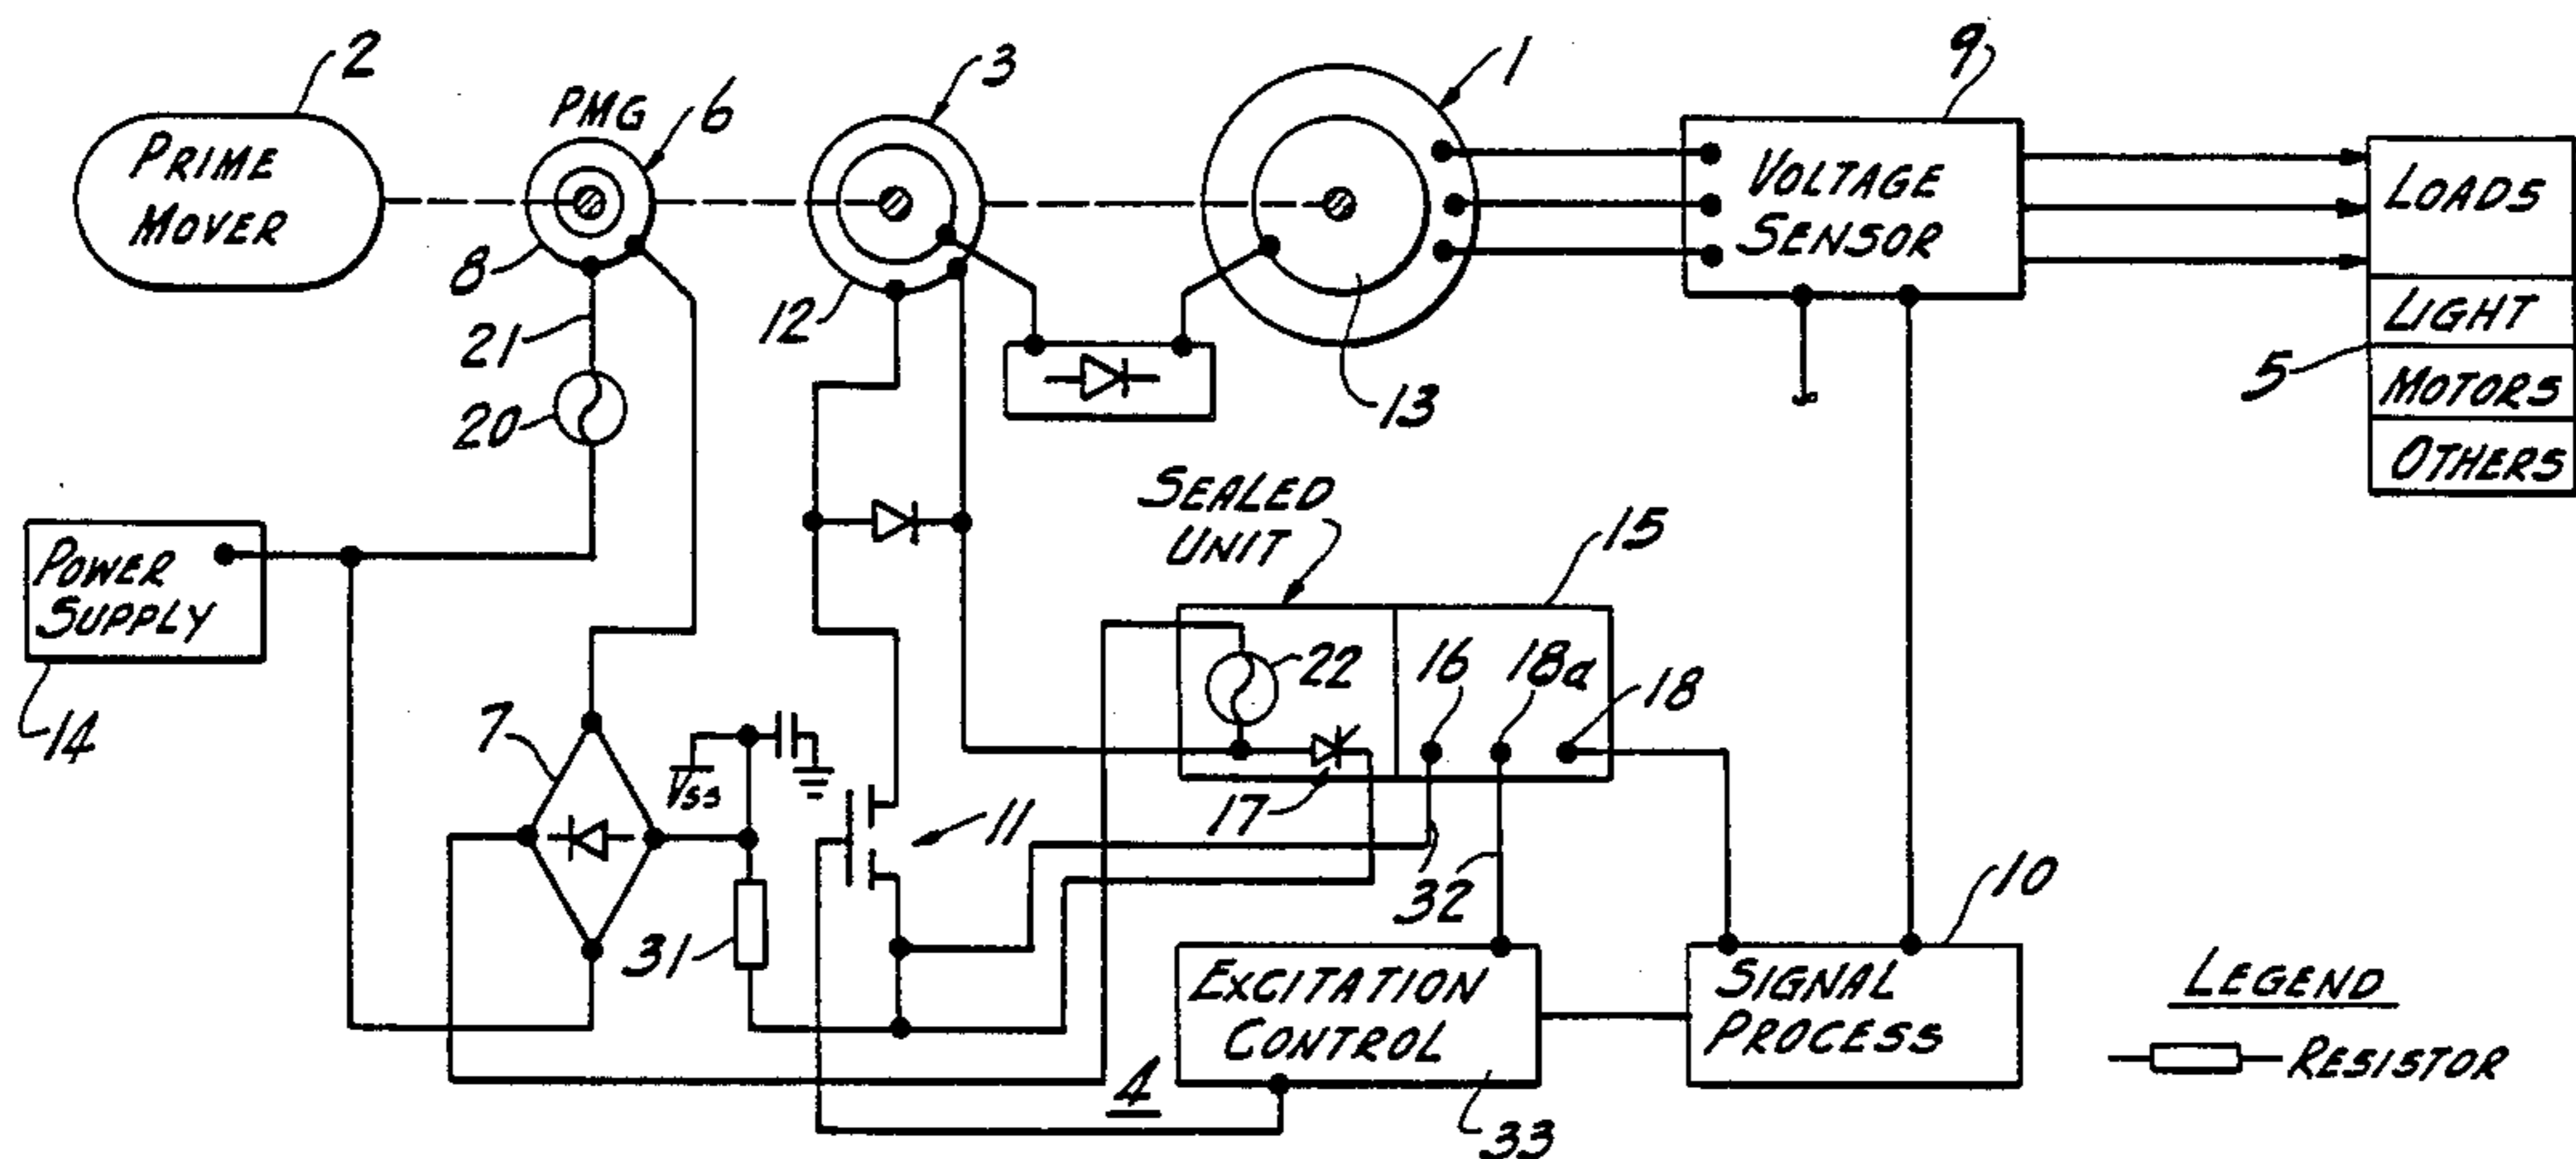 2
PMG
6
3
1
9
PRIME
MOVER
VOLTAGE
SENSOR
LOADS
LIGHT
MOTORS
OTHERS
5
8
12
13
21
20
SEALED
UNIT
15
POWER
SUPPLY
14
22
16
18a
18
7
VSS
17
11
32
31
10
EXCITATION
CONTROL
SIGNAL
PROCESS
LEGEND
RESISTOR
4
33